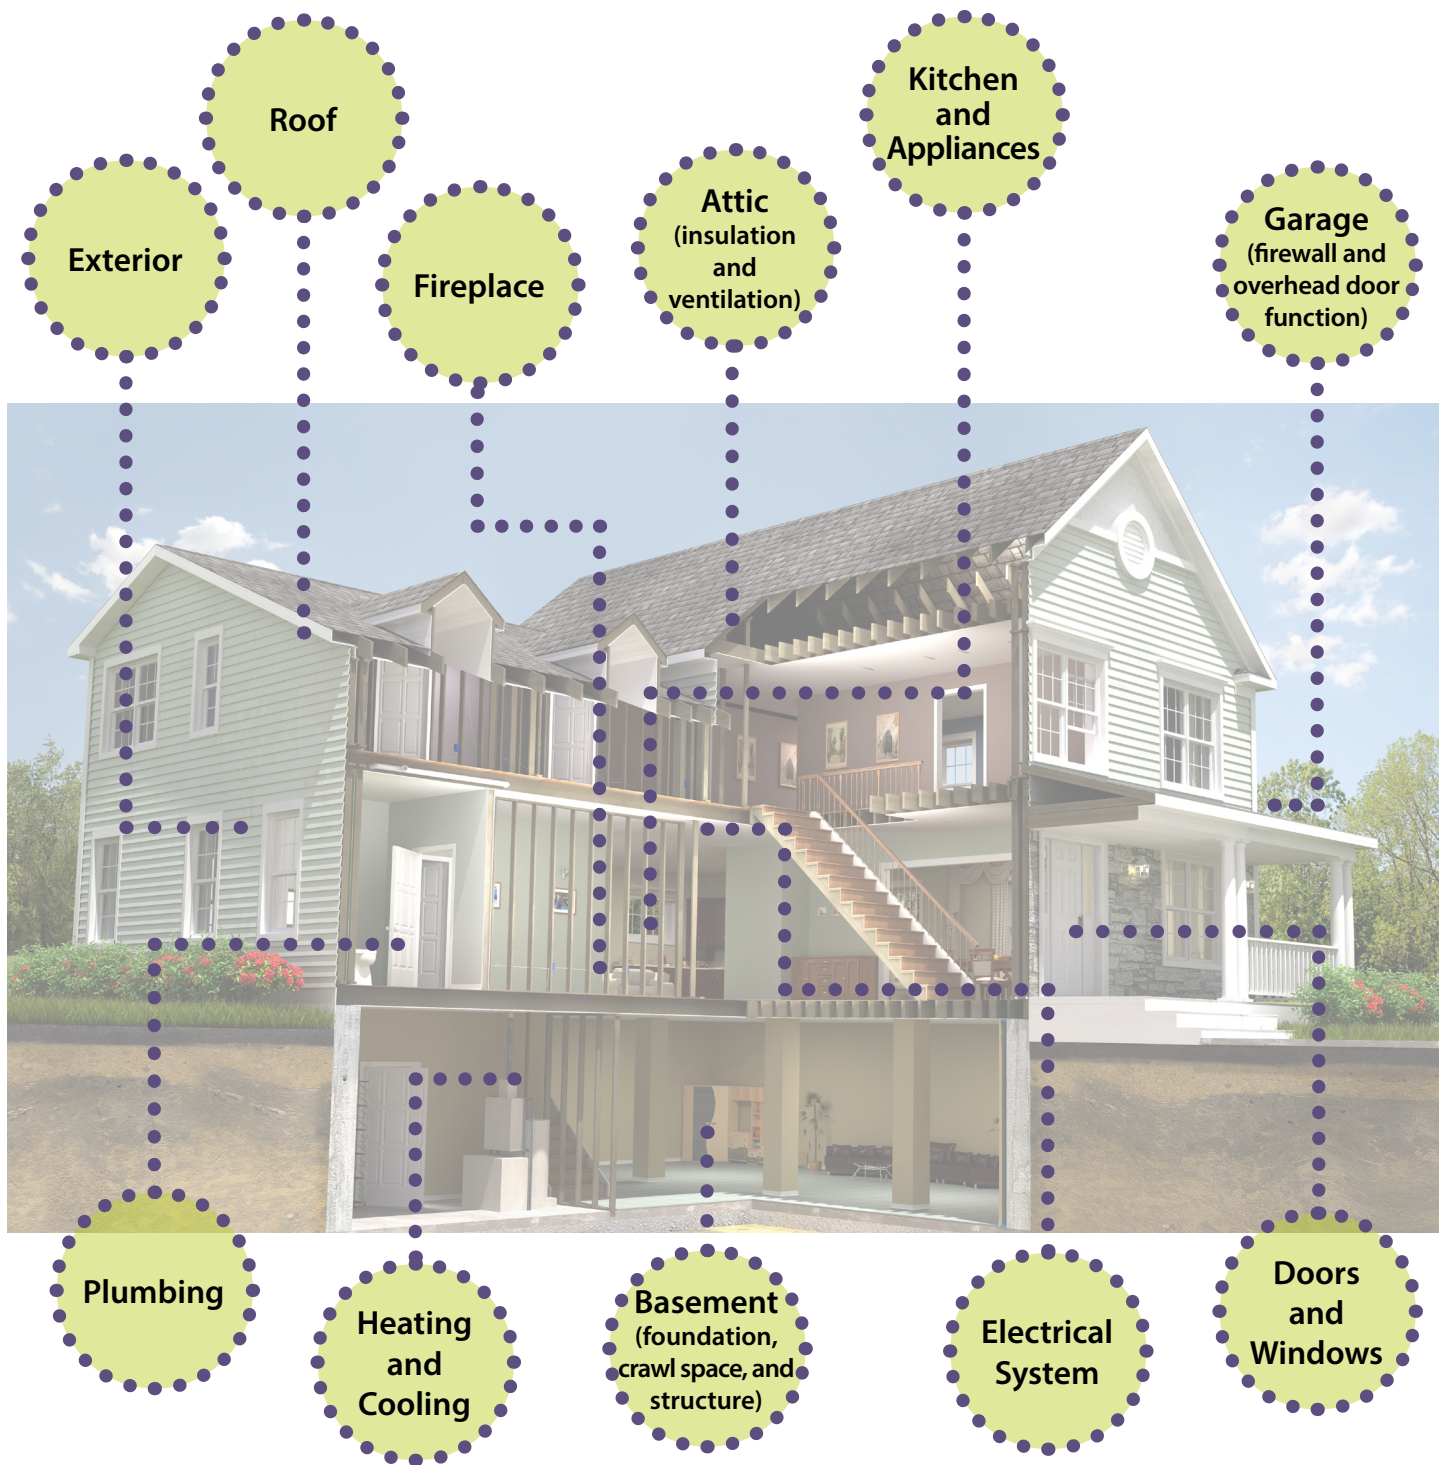 Roof
Kitchen
and
Appliances
Exterior
Fireplace
Attic
(insulation
and
ventilation)
Garage
(firewall and
overhead door
function)
Plumbing
Heating
and
Cooling
Basement
(foundation,
crawl space, and
structure)
Electrical
System
Doors
and
Windows